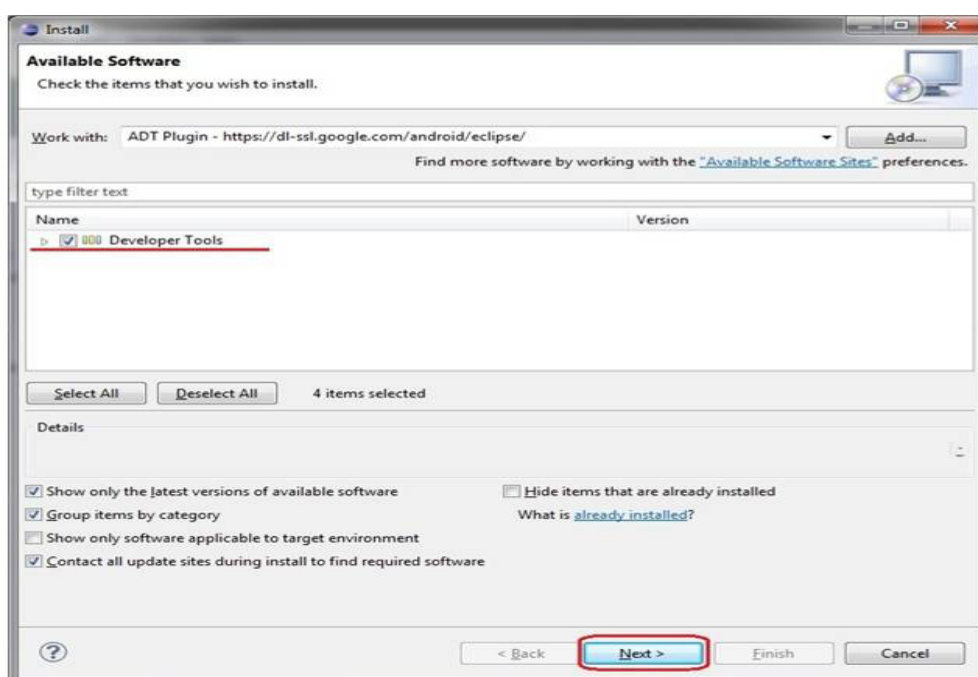 Install
Available Software
Check the items that you wish to install.
Work with: ADT Plugin - https://dl-ssl.google.com/android/eclipse/ Add...
Find more software by working with the "Available Software Sites" preferences.
type filter text
Name Version
Developer Tools
Select All Deselect All 4 items selected
Details
Show only the latest versions of available software Hide items that are already installed
Group items by category What is already installed?
Show only software applicable to target environment
Contact all update sites during install to find required software
? < Back Next > Finish Cancel